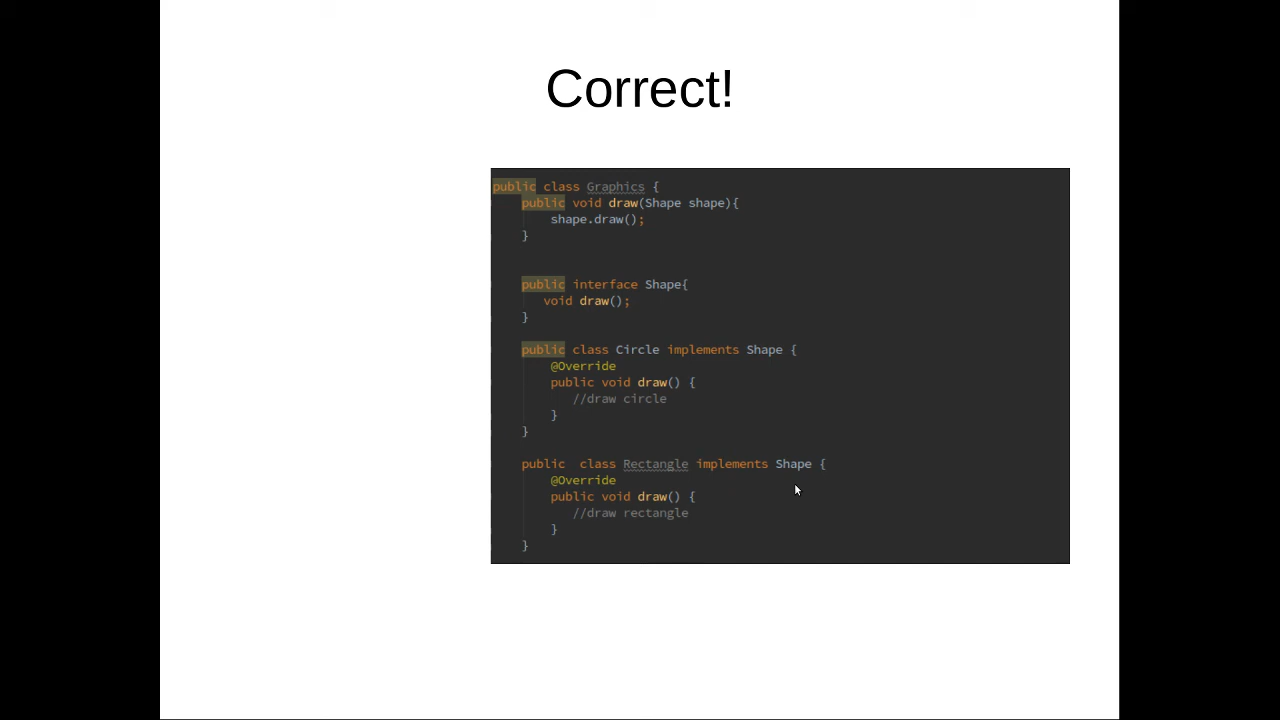 Correct!
public class Graphics {
public void draw(Shape shape){
shape.draw();
}
public interface Shape{
void draw();
}
public class Circle implements Shape {
@Override
public void draw() {
//draw circle
}
}
public  class Rectangle implements Shape {
@Override
public void draw() {
//draw rectangle
}
}